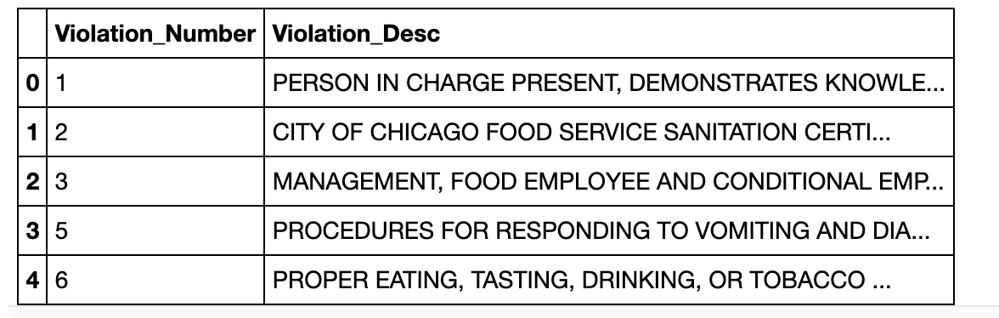 Violation_Number Violation_Desc
0 1 PERSON IN CHARGE PRESENT, DEMONSTRATES KNOWLE...
1 2 CITY OF CHICAGO FOOD SERVICE SANITATION CERTI...
2 3 MANAGEMENT, FOOD EMPLOYEE AND CONDITIONAL EMP...
3 5 PROCEDURES FOR RESPONDING TO VOMITING AND DIA...
4 6 PROPER EATING, TASTING, DRINKING, OR TOBACCO ...